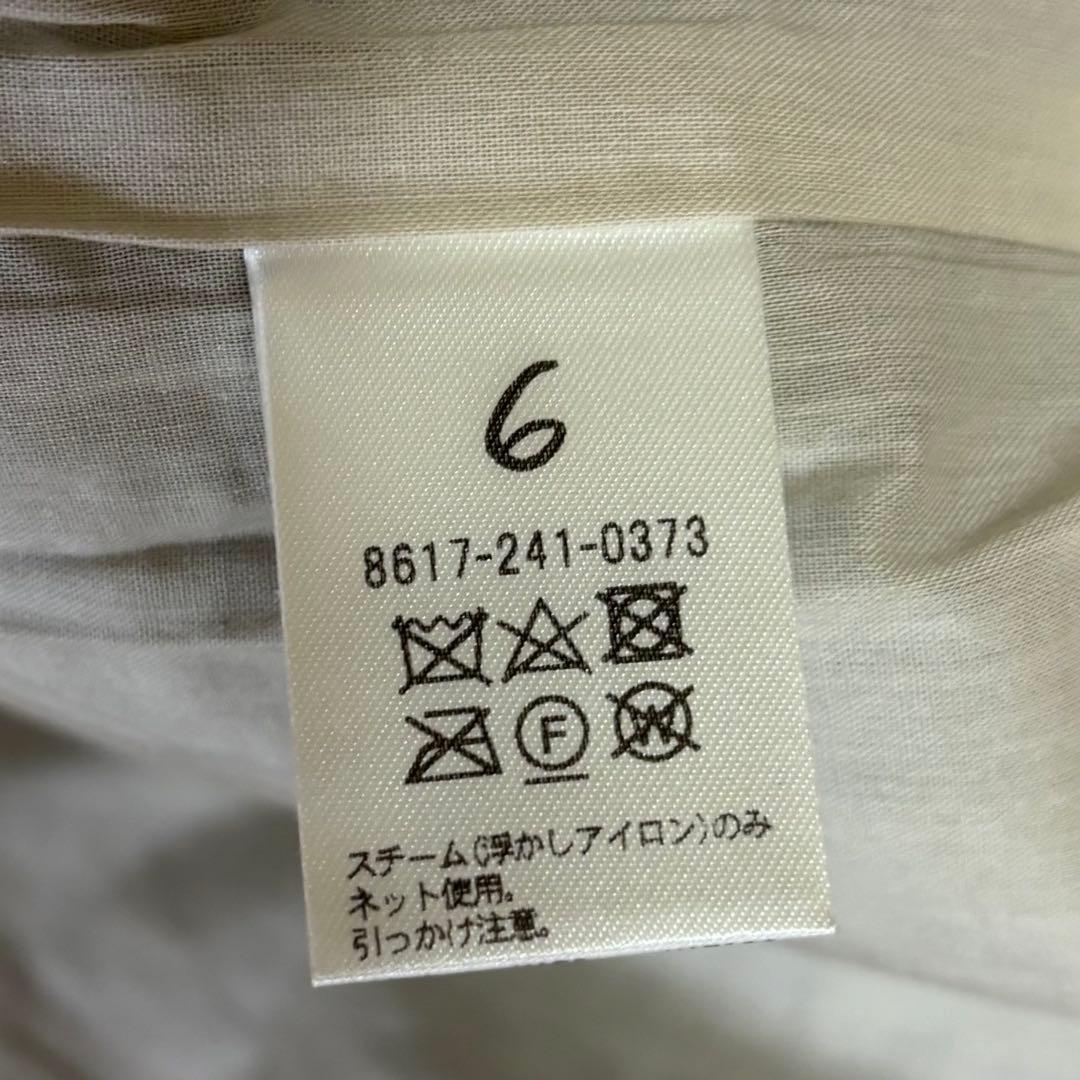 6
8617-241-0373
F
W
スチーム(浮かしアイロン)のみ
ネット使用。
引っかけ注意。